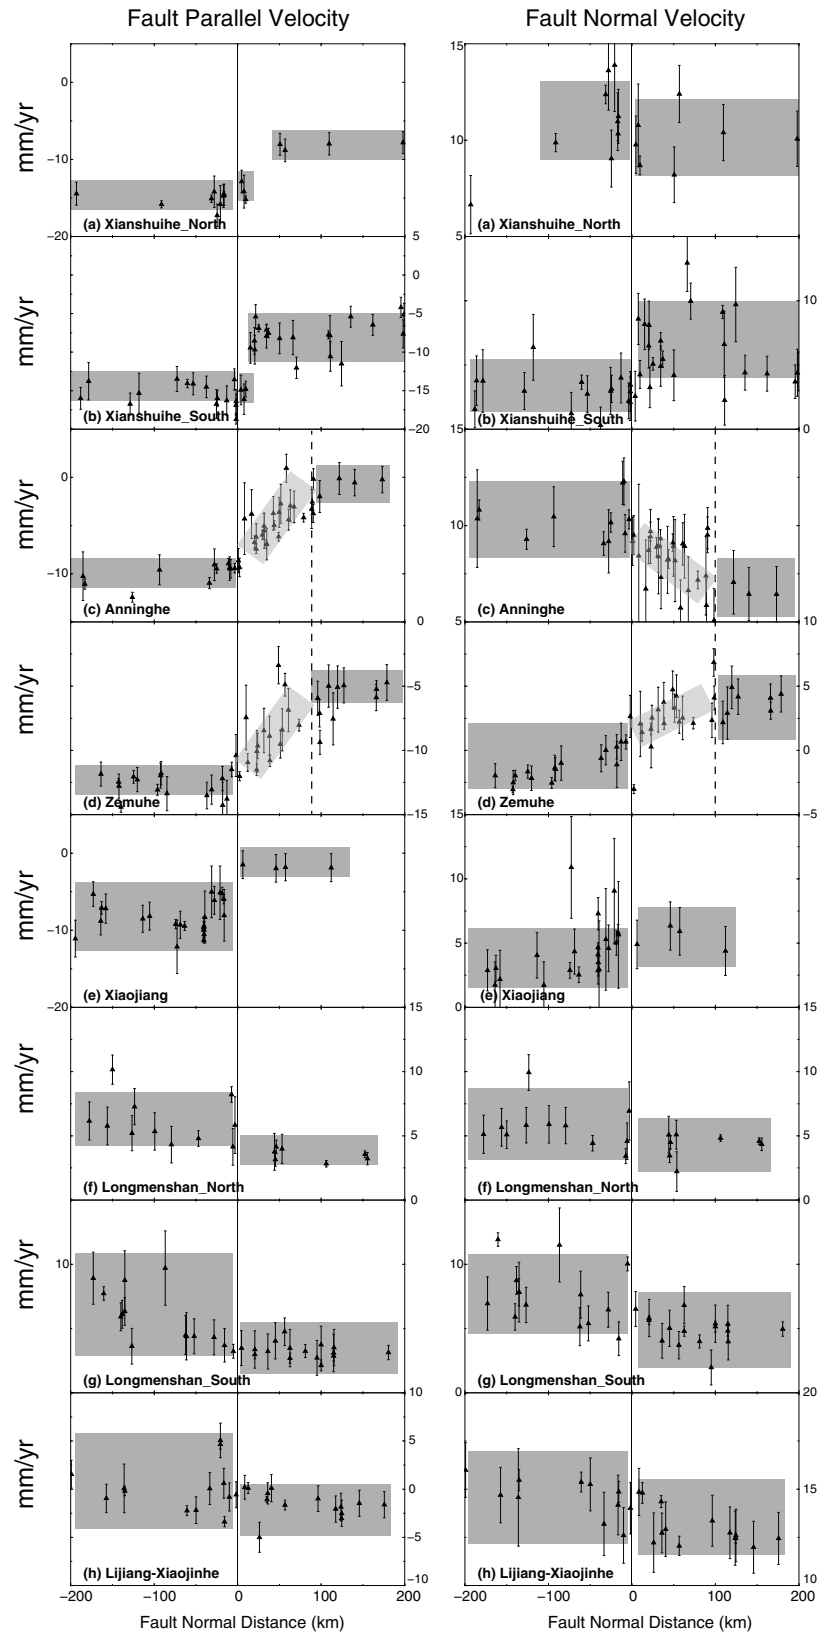 Fault Parallel Velocity
Fault Normal Velocity
mm/yr
0
−10
−20
(a) Xianshuihe_North
15
10
5
(a) Xianshuihe_North
mm/yr
5
0
−5
−10
−15
−20
(b) Xianshuihe_South
10
0
(b) Xianshuihe_South
mm/yr
0
−10
(c) Anninghe
15
10
5
(c) Anninghe
mm/yr
0
−5
−10
−15
(d) Zemuhe
10
5
0
−5
(d) Zemuhe
mm/yr
0
−10
−20
(e) Xiaojiang
15
10
5
0
(e) Xiaojiang
mm/yr
15
10
5
0
(f) Longmenshan_North
15
10
5
0
(f) Longmenshan_North
mm/yr
10
(g) Longmenshan_South
10
0
(g) Longmenshan_South
mm/yr
10
5
0
−5
−10
(h) Lijiang-Xiaojinhe
20
15
10
(h) Lijiang-Xiaojinhe
−200 −100 0 100 200
−200 −100 0 100 200
Fault Normal Distance (km)
Fault Normal Distance (km)